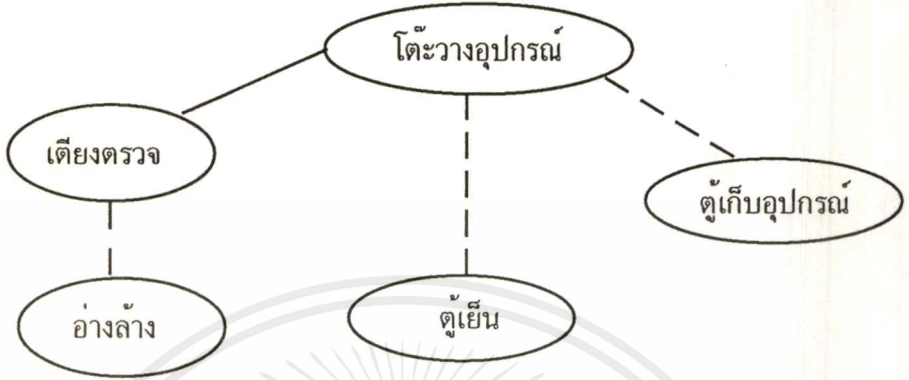 โต๊ะวางอุปกรณ์
เตียงตรวจ
ตู้เก็บอุปกรณ์
อ่างล้าง
ตู้เย็น